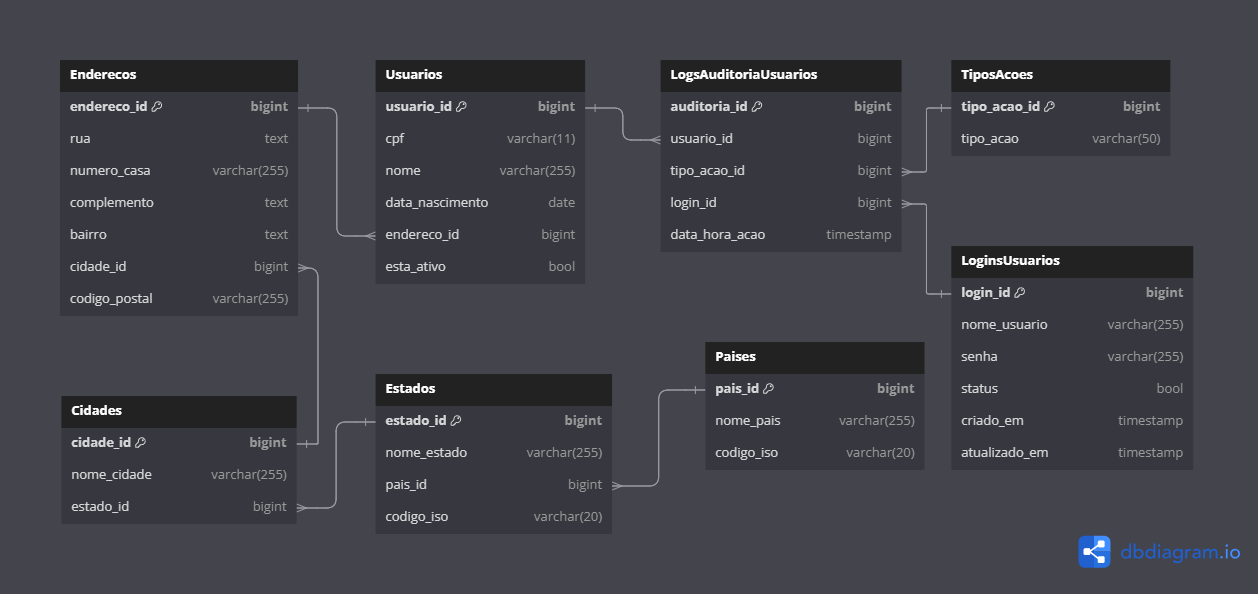 Enderecos
endereco_id bigint
rua text
numero_casa varchar(255)
complemento text
bairro text
cidade_id bigint
codigo_postal varchar(255)
Usuarios
usuario_id bigint
cpf varchar(11)
nome varchar(255)
data_nascimento date
endereco_id bigint
esta_ativo bool
LogsAuditoriaUsuarios
auditoria_id bigint
usuario_id bigint
tipo_acao_id bigint
login_id bigint
data_hora_acao timestamp
TiposAcoes
tipo_acao_id bigint
tipo_acao varchar(50)
LoginsUsuarios
login_id bigint
nome_usuario varchar(255)
senha varchar(255)
status bool
criado_em timestamp
atualizado_em timestamp
Cidades
cidade_id bigint
nome_cidade varchar(255)
estado_id bigint
Estados
estado_id bigint
nome_estado varchar(255)
pais_id bigint
codigo_iso varchar(20)
Paises
pais_id bigint
nome_pais varchar(255)
codigo_iso varchar(20)
dbdiagram.io